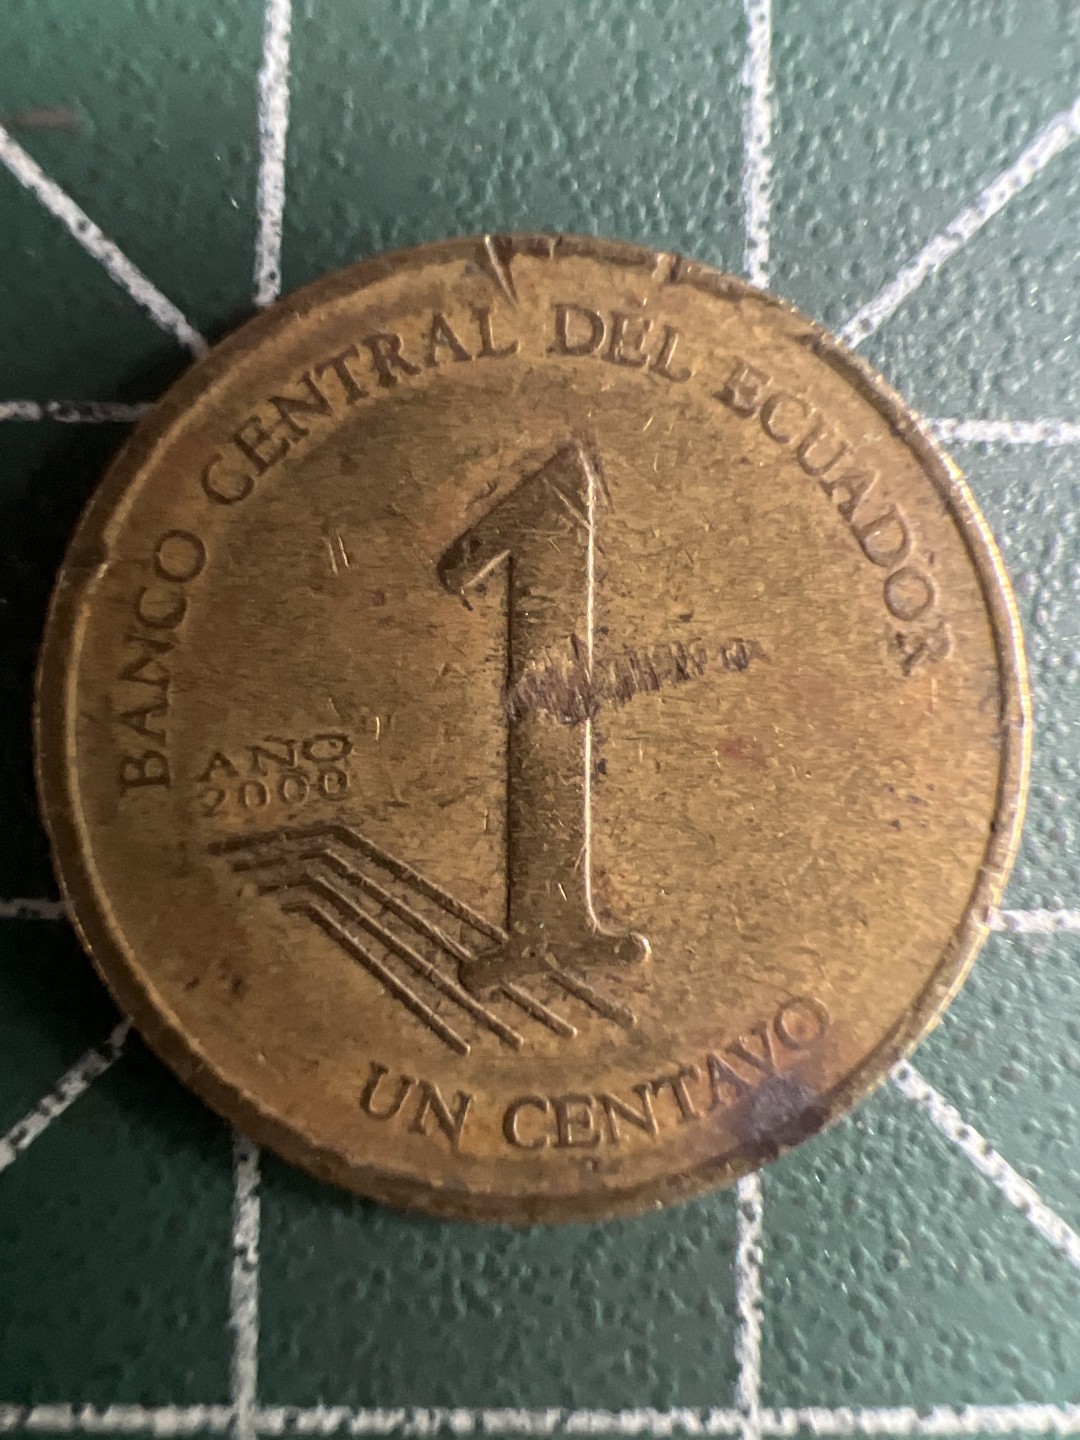 BANCO CENTRAL DEL ECUADOR
1
AÑO
2000
UN CENTAVO